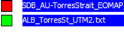 SDB_AU-TorresStrait_EOMAP
ALB_TorresSt_UTM2.txt